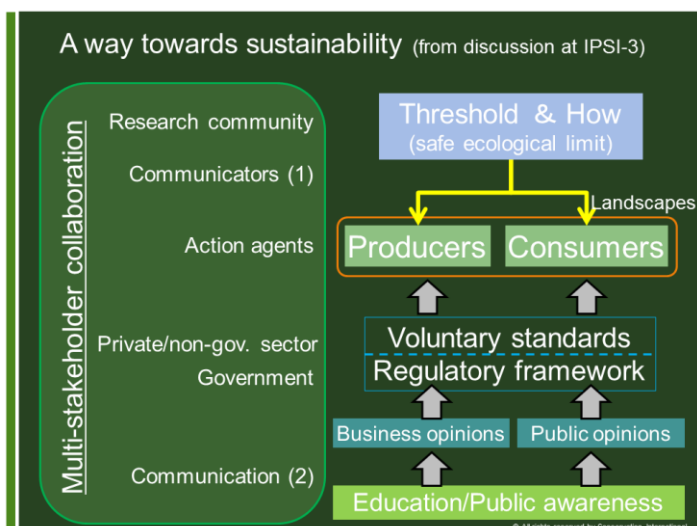 A way towards sustainability (from discussion at IPSI-3)
Multi-stakeholder collaboration
Research community
Communicators (1)
Action agents
Private/non-gov. sector
Government
Communication (2)
Threshold & How
(safe ecological limit)
Landscapes
Producers
Consumers
Voluntary standards
Regulatory framework
Business opinions
Public opinions
Education/Public awareness